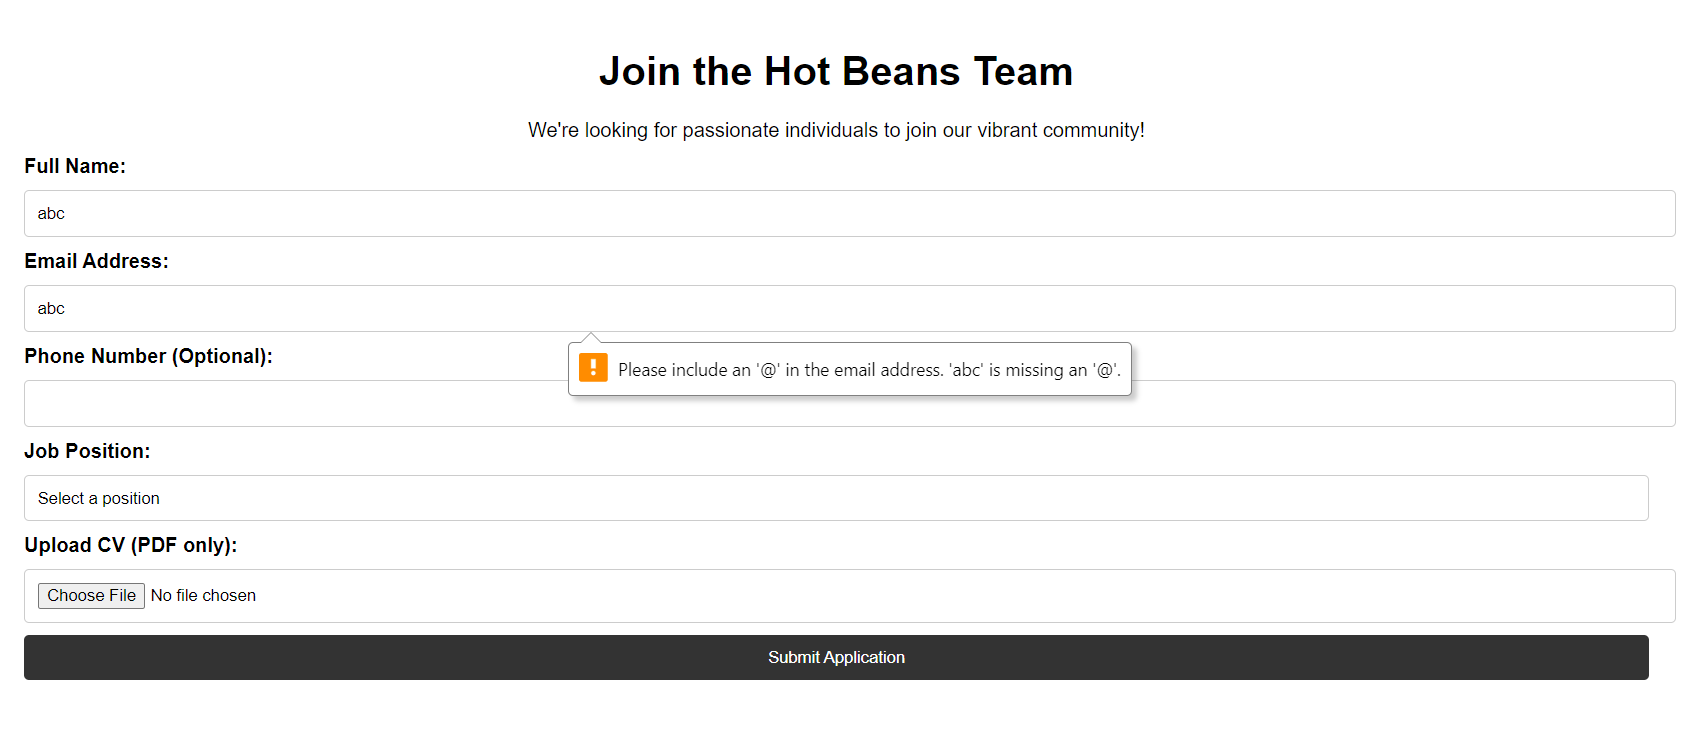 Join the Hot Beans Team
We're looking for passionate individuals to join our vibrant community!
Full Name:
abc
Email Address:
abc
Phone Number (Optional):
Please include an '@' in the email address. 'abc' is missing an '@'.
Job Position:
Select a position
Upload CV (PDF only):
Choose File No file chosen
Submit Application